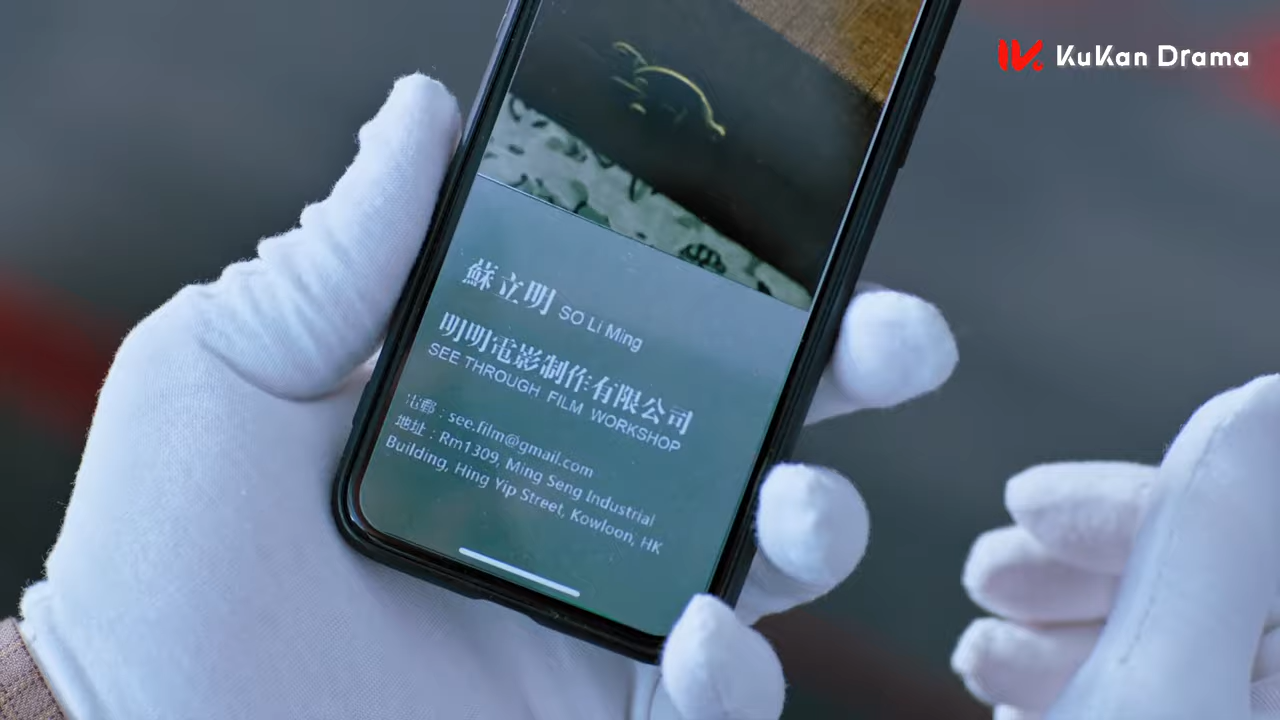 KuKan Drama
蘇立明 SO Li Ming
明明電影制作有限公司
SEE THROUGH FILM WORKSHOP
電郵 : see.film@gmail.com
地址 : Rm1309, Ming Seng Industrial
Building, Hing Yip Street, Kowloon, HK